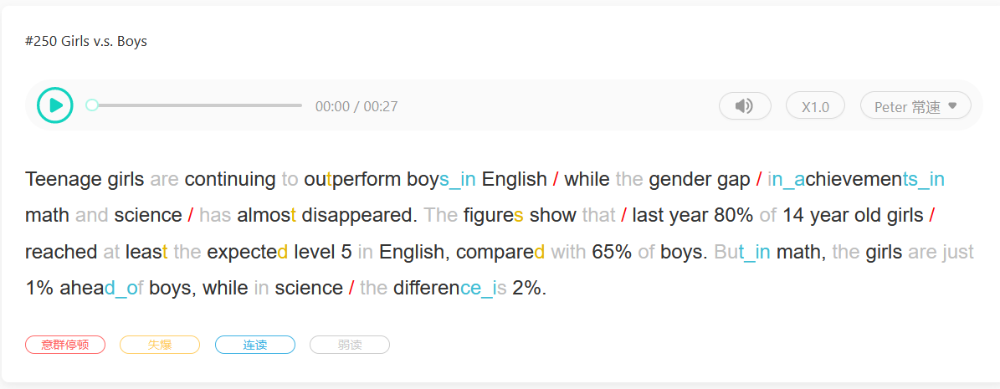 #250 Girls v.s. Boys
00:00 / 00:27
X1.0
Peter 常速
Teenage girls are continuing to outperform boys_in English / while the gender gap / in_achievements_in
math and science / has almost disappeared. The figures show that / last year 80% of 14 year old girls /
reached at least the expected level 5 in English, compared with 65% of boys. But_in math, the girls are just
1% ahead_of boys, while in science / the difference_is 2%.
意群停顿 失爆 连读 弱读